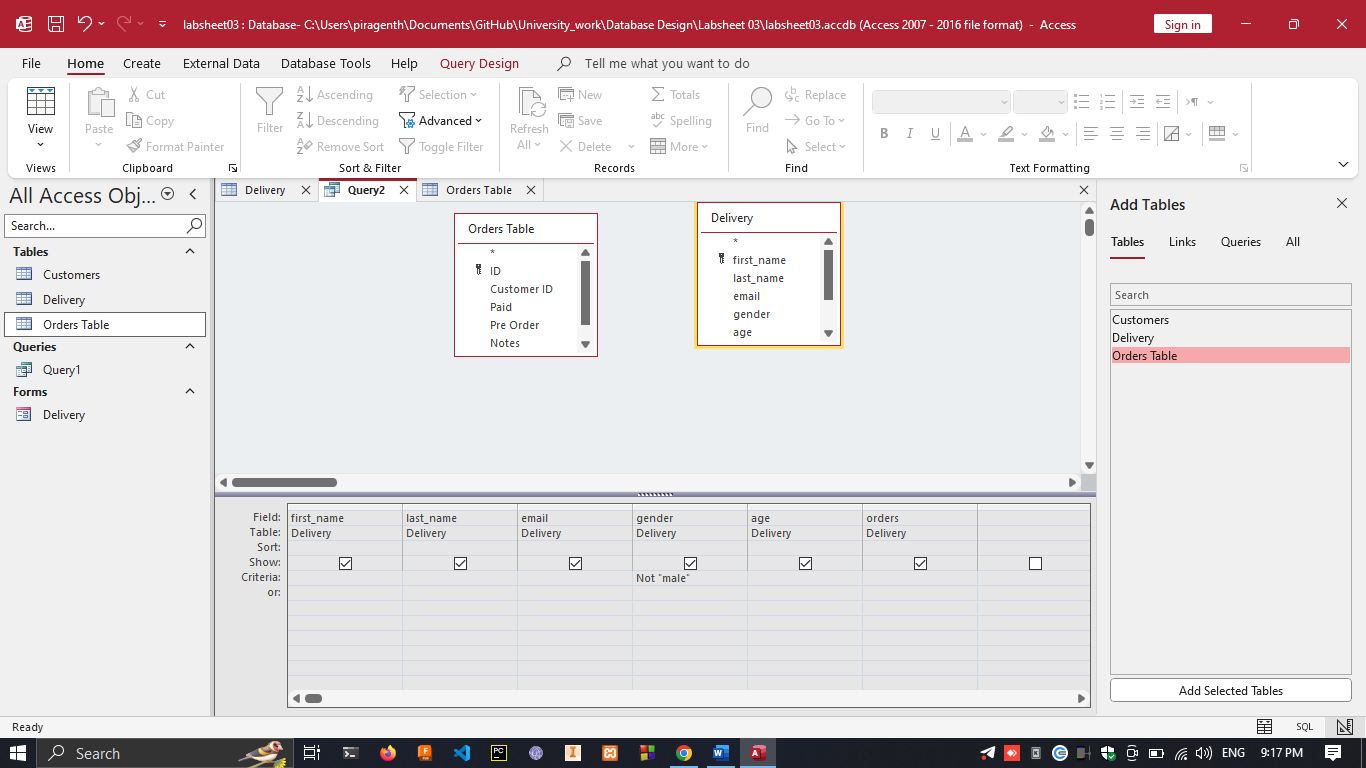 labsheet03 : Database- C:\Users\piragenth\Documents\GitHub\University_work\Database Design\Labsheet 03\labsheet03.accdb (Access 2007 - 2016 file format) - Access
Sign in
File Home Create External Data Database Tools Help Query Design Tell me what you want to do
View
Views
Paste
Cut
Copy
Format Painter
Clipboard
Filter
Ascending
Descending
Remove Sort
Selection
Advanced
Toggle Filter
Sort & Filter
Refresh
All
New
Save
Delete
Totals
Spelling
More
Records
Find
Replace
Go To
Select
Find
B I U A
Text Formatting
All Access Obj...
Search...
Tables
Customers
Delivery
Orders Table
Queries
Query1
Forms
Delivery
Delivery Query2 Orders Table
Orders Table
*
ID
Customer ID
Paid
Pre Order
Notes
Delivery
*
first_name
last_name
email
gender
age
Field: first_name last_name email gender age orders
Table: Delivery Delivery Delivery Delivery Delivery Delivery
Sort:
Show:
Criteria: Not "male"
or:
Add Tables
Tables Links Queries All
Search
Customers
Delivery
Orders Table
Add Selected Tables
Ready
SQL
Search
ENG 9:17 PM